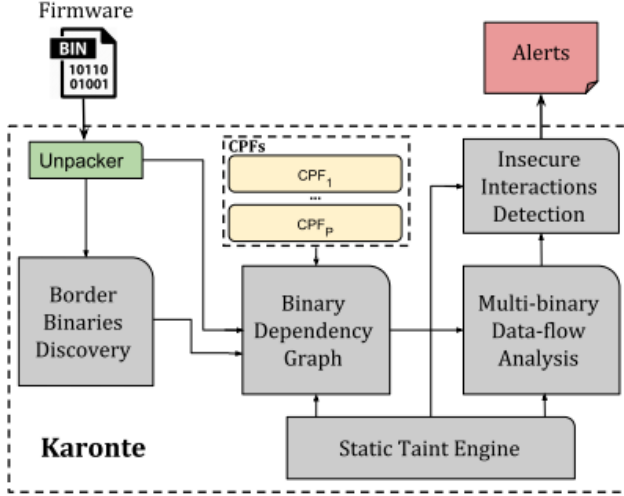 Firmware
BIN
10110
01001
Alerts
Unpacker
CPFs
CPF1
...
CPFP
Insecure
Interactions
Detection
Border
Binaries
Discovery
Binary
Dependency
Graph
Multi-binary
Data-flow
Analysis
Karonte
Static Taint Engine